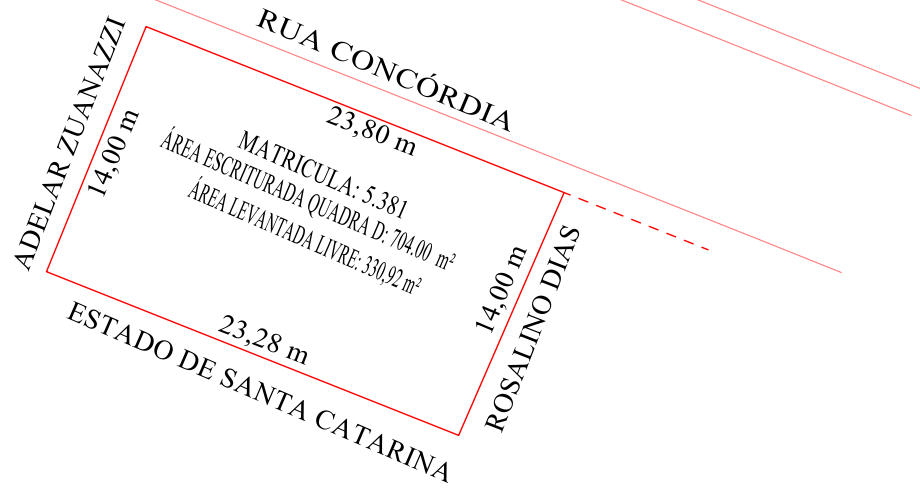 RUA CONCÓRDIA
23,80 m
ADELAR ZUANAZZI
14,00 m
MATRICULA: 5.381
ÁREA ESCRITURADA QUADRA D: 704.00 m²
ÁREA LEVANTADA LIVRE: 330,92 m²
14,00 m
ROSALINO DIAS
23,28 m
ESTADO DE SANTA CATARINA